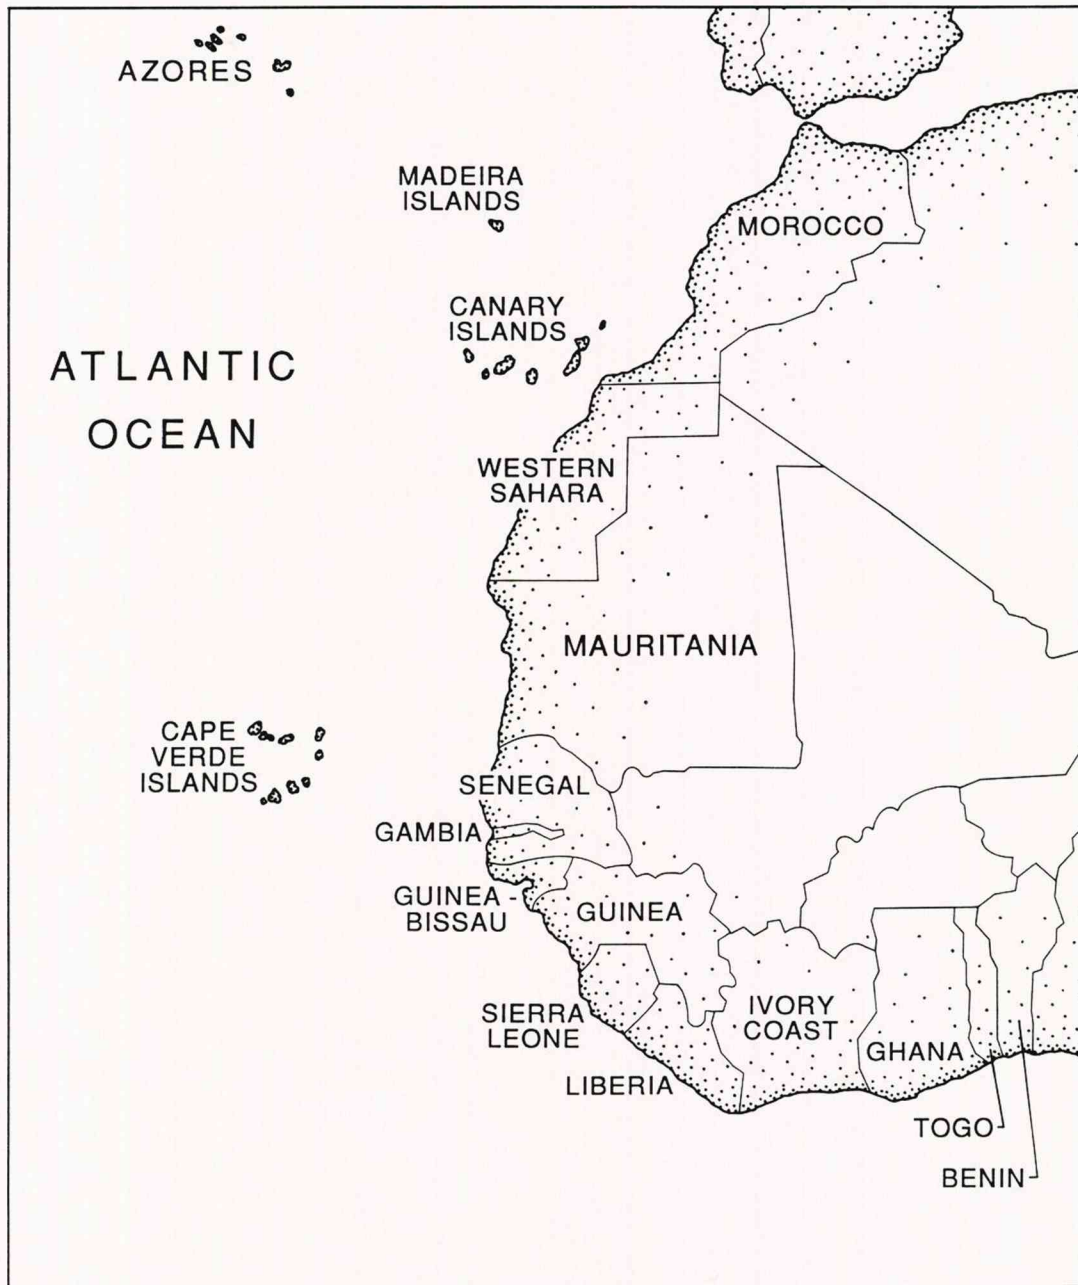 AZORES
MADEIRA
ISLANDS
MOROCCO
CANARY
ISLANDS
ATLANTIC
OCEAN
WESTERN
SAHARA
MAURITANIA
CAPE
VERDE
ISLANDS
SENEGAL
GAMBIA
GUINEA -
BISSAU
GUINEA
SIERRA
LEONE
IVORY
COAST
GHANA
LIBERIA
TOGO
BENIN